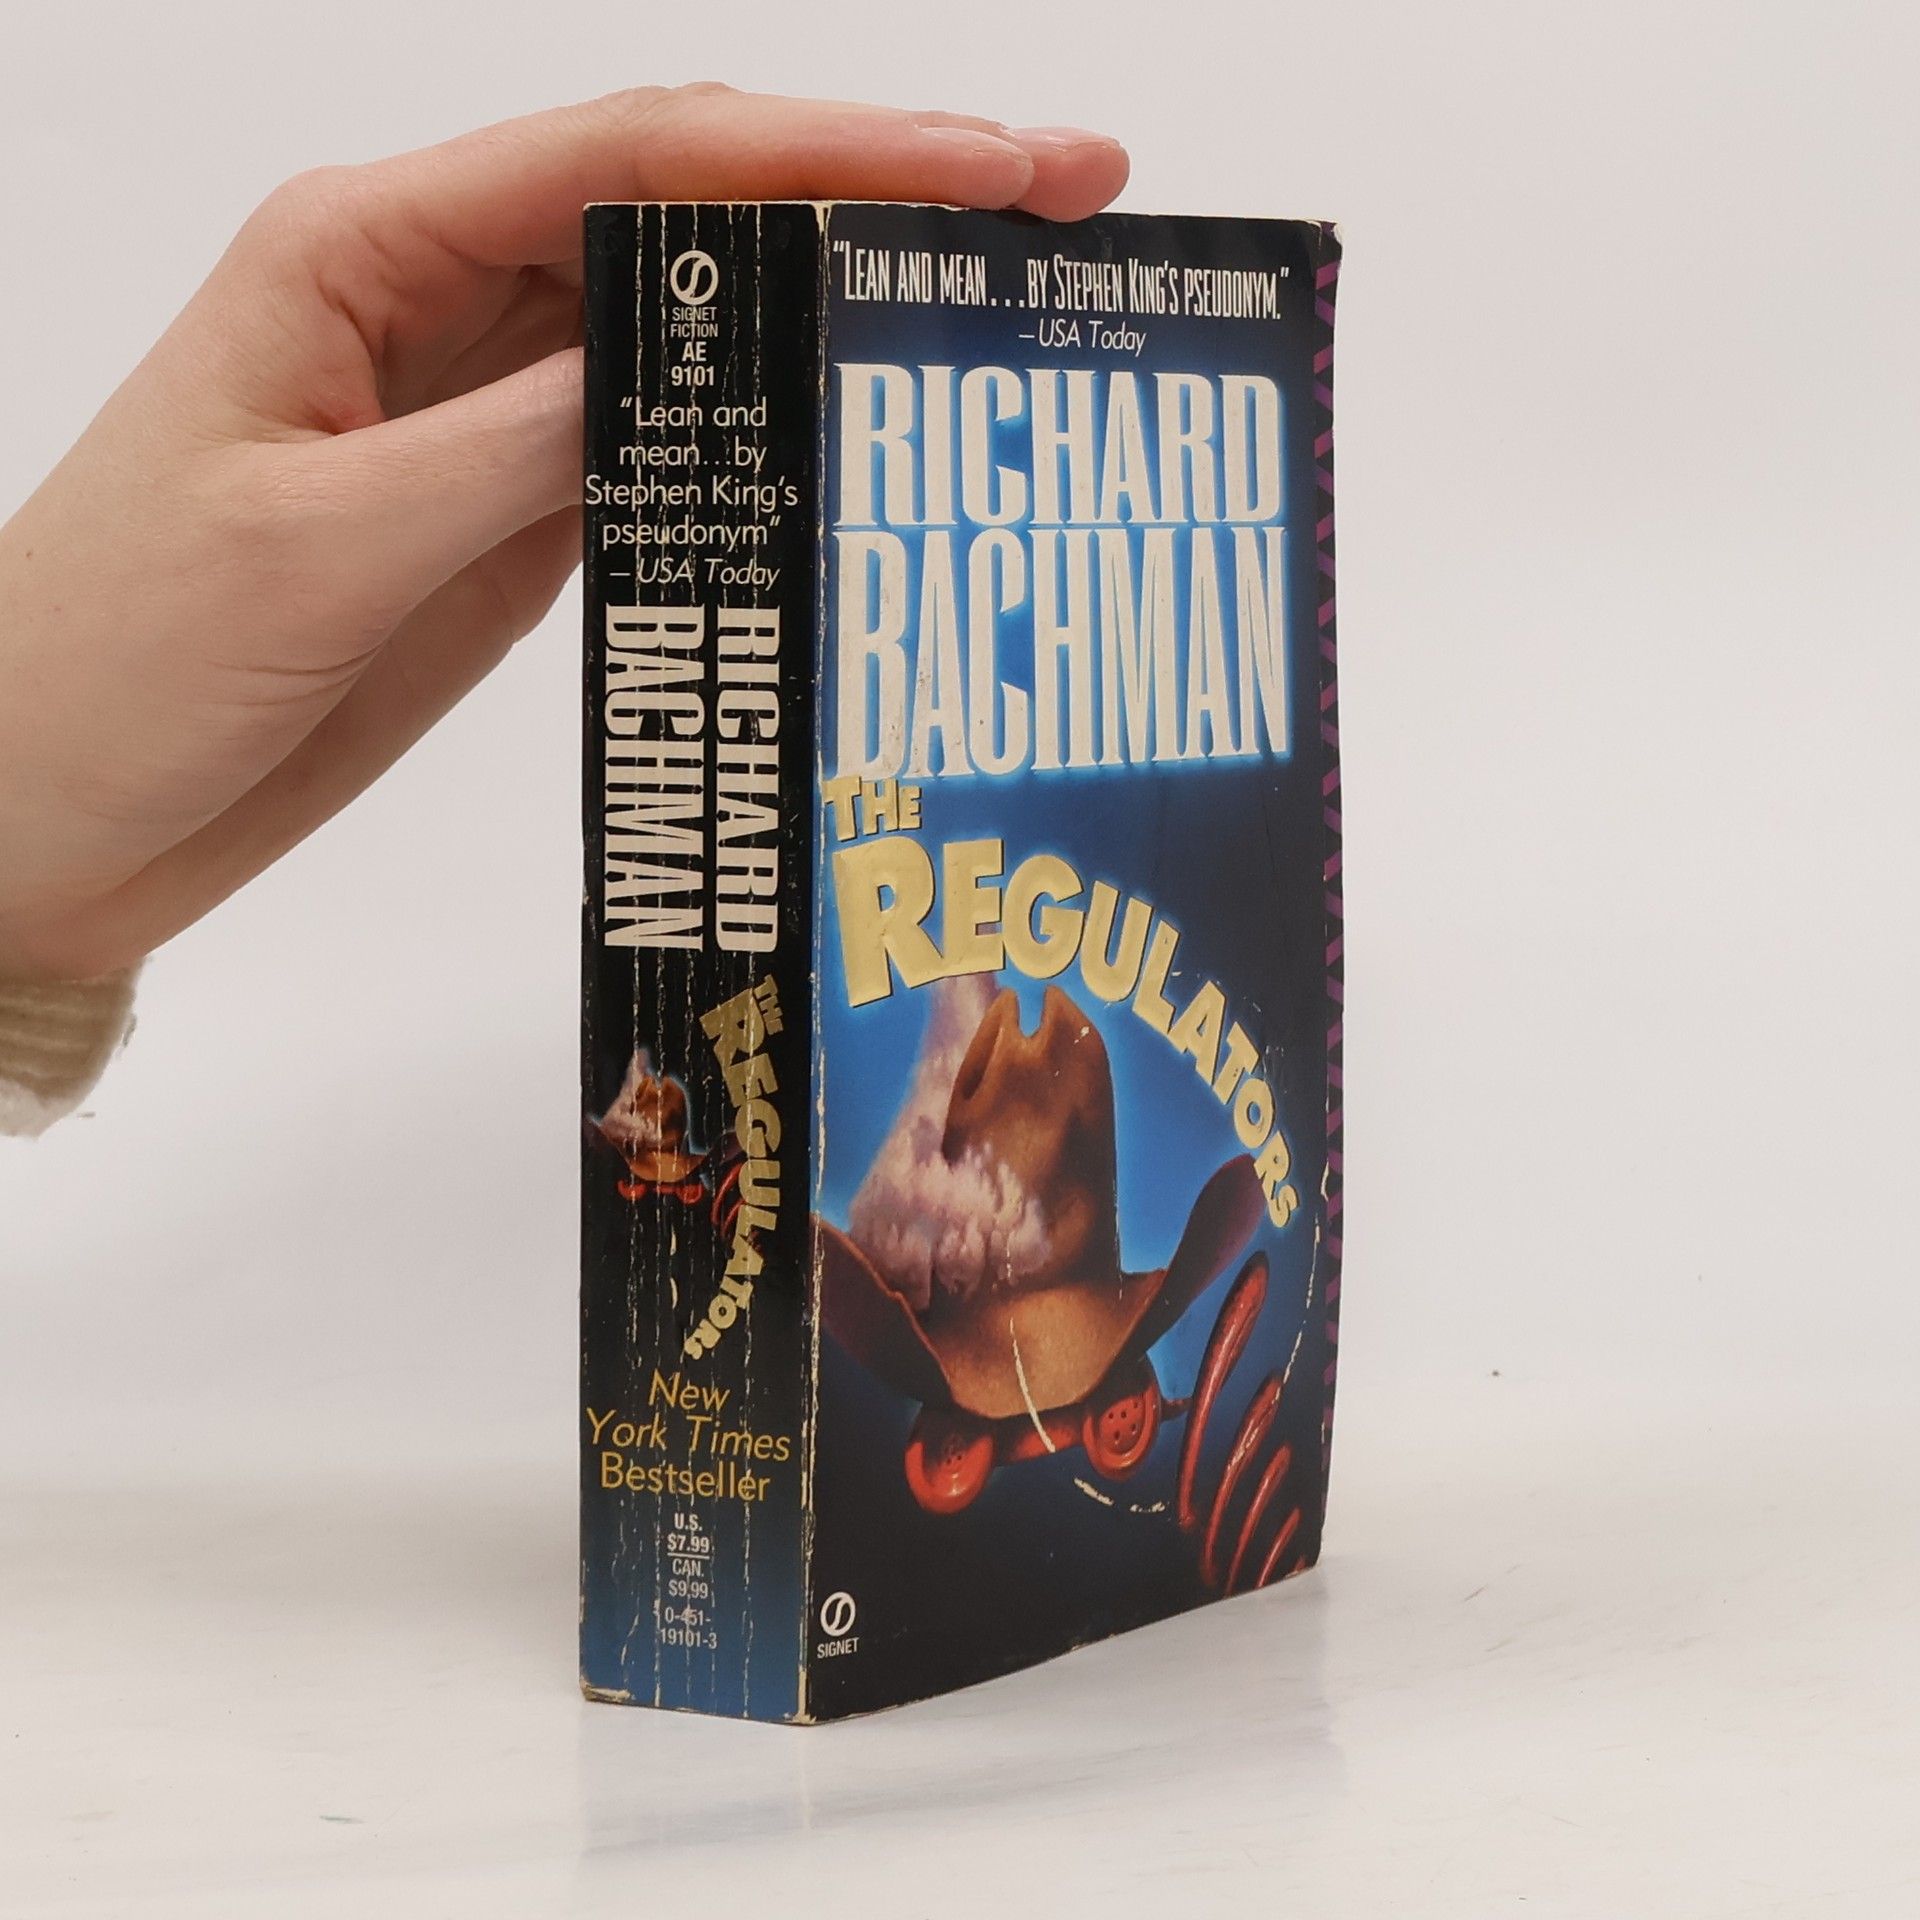 SIGNET
FICTION
AE
9101
"Lean and
mean...by
Stephen King's
pseudonym"
—USA Today
RICHARD
BACHMAN
THE
REGULATORS
New
York Times
Bestseller
U.S.
$7.99
CAN.
$9.99
0-451-
19101-3
"LEAN AND MEAN...BY STEPHEN KING'S PSEUDONYM."
—USA Today
RICHARD
BACHMAN
THE
REGULATORS
SIGNET